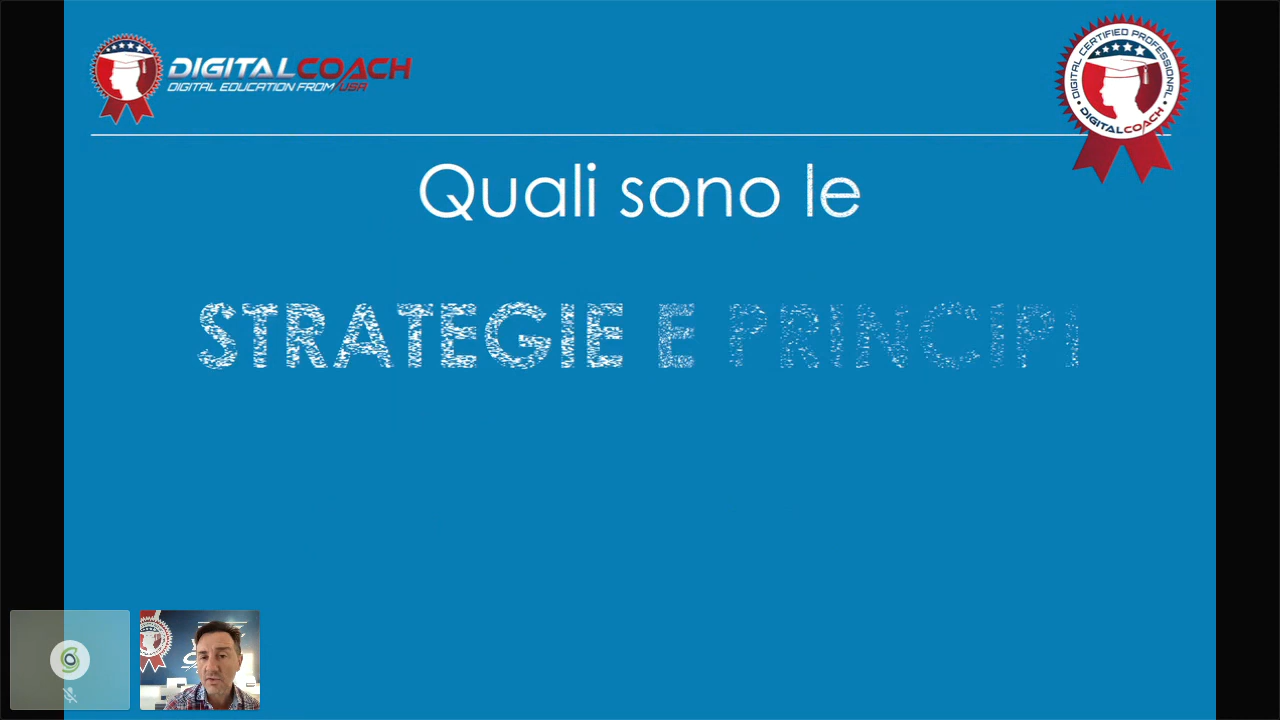 DIGITALCOACH
DIGITAL EDUCATION FROM USA
DIGITAL CERTIFIED PROFESSIONAL
DIGITALCOACH
Quali sono le
STRATEGIE E PRINCIPI